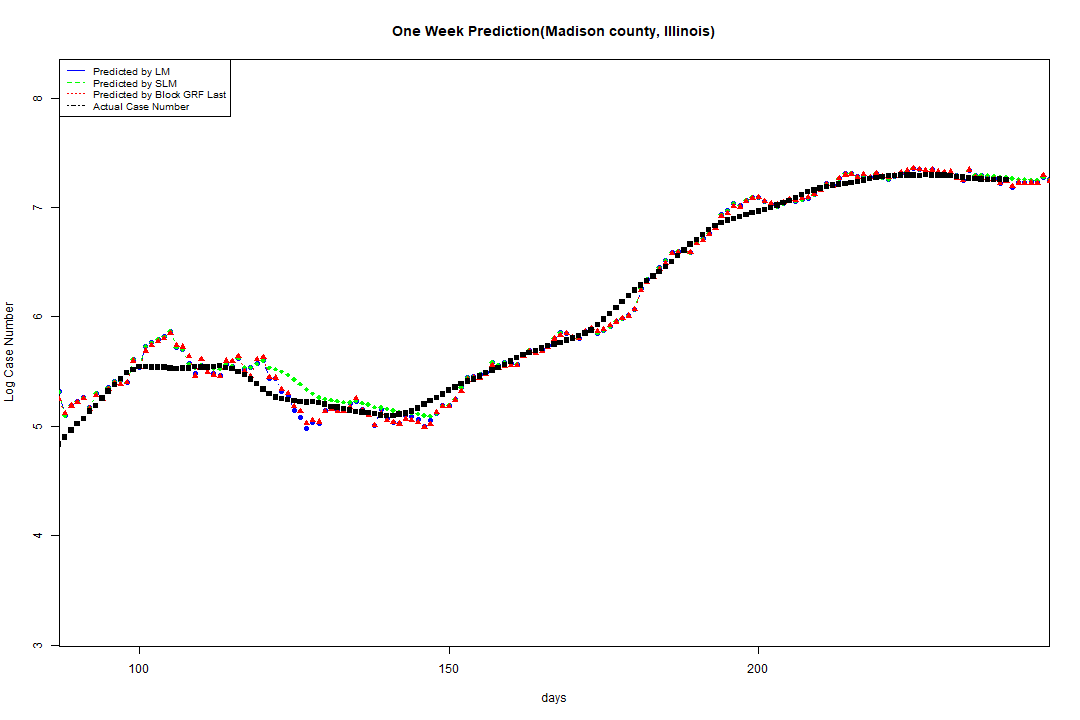 One Week Prediction(Madison county, Illinois)
Predicted by LM
Predicted by SLM
Predicted by Block GRF Last
Actual Case Number
8
7
6
5
4
3
Log Case Number
100 150 200
days